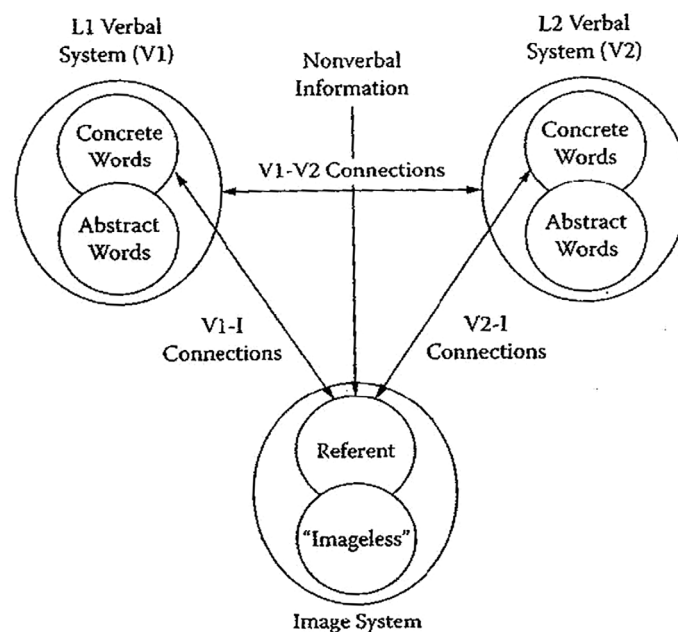 L1 Verbal
System (V1)
L2 Verbal
System (V2)
Nonverbal
Information
Concrete
Words
Abstract
Words
V1-V2 Connections
Concrete
Words
Abstract
Words
V1-I
Connections
V2-I
Connections
Referent
“Imageless”
Image System